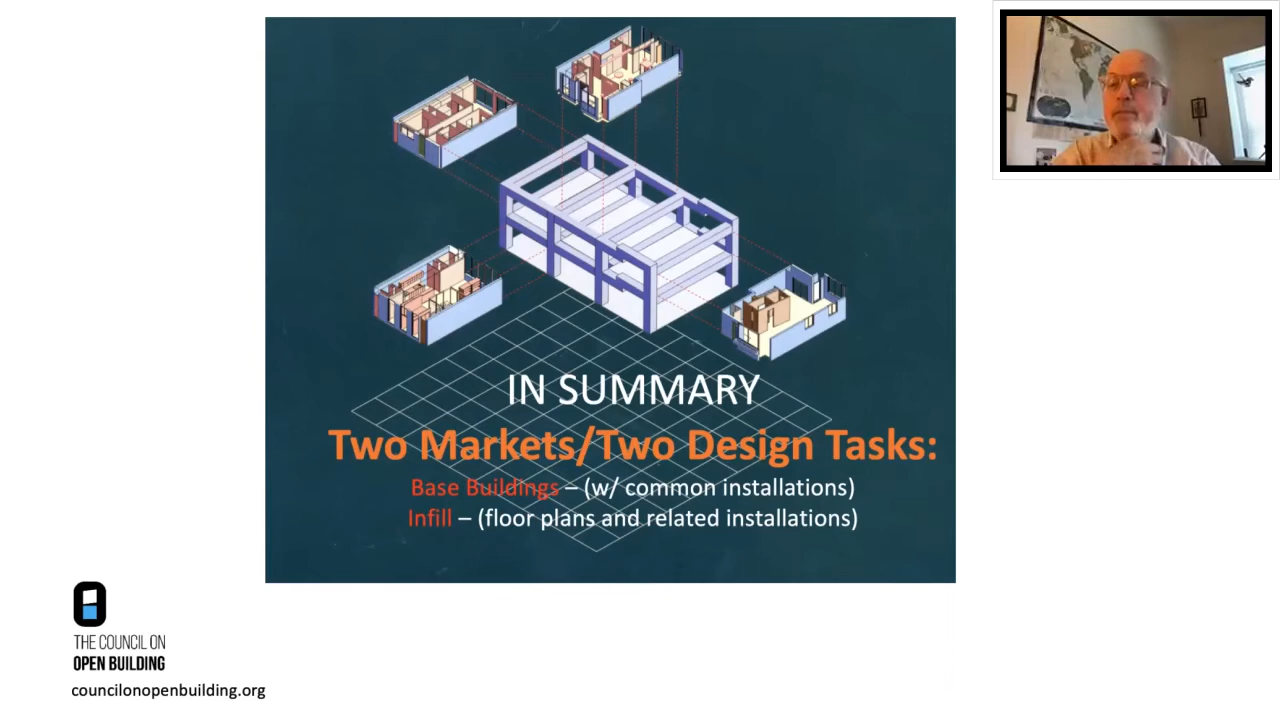 IN SUMMARY
Two Markets/Two Design Tasks:
Base Buildings – (w/ common installations)
Infill – (floor plans and related installations)
THE COUNCIL ON
OPEN BUILDING
councilonopenbuilding.org